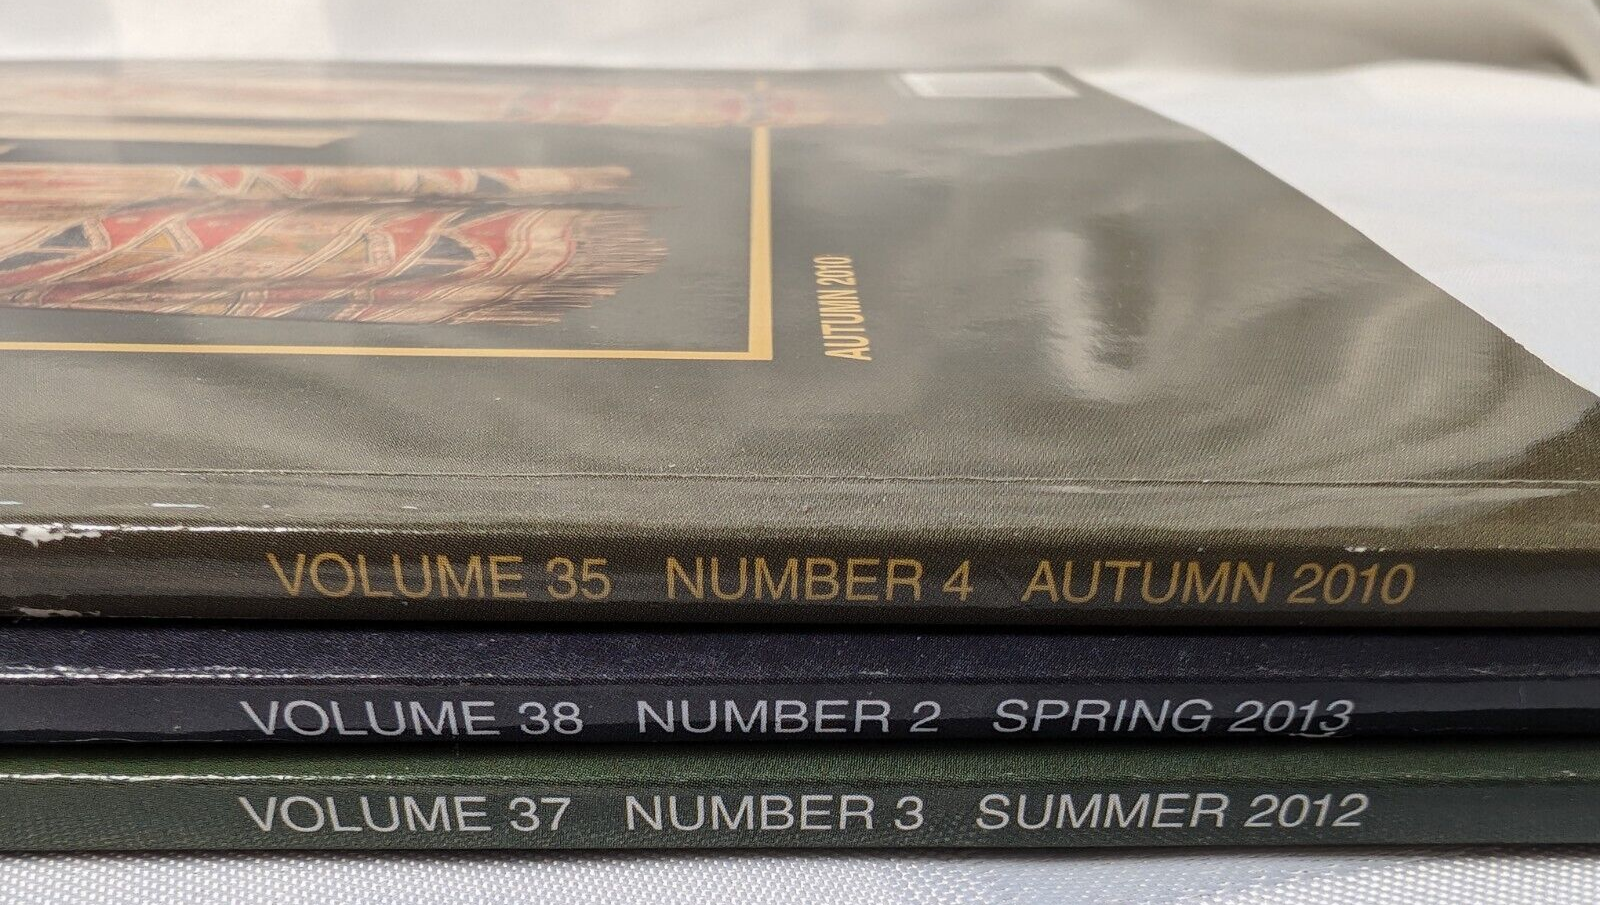 AUTUMN 2010
VOLUME 35 NUMBER 4 AUTUMN 2010
VOLUME 38 NUMBER 2 SPRING 2013
VOLUME 37 NUMBER 3 SUMMER 2012